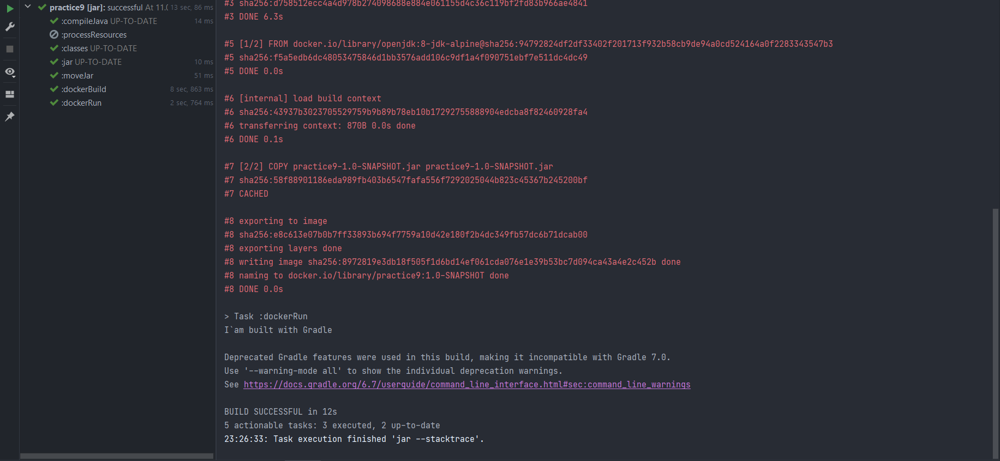 practice9 [jar]: successful At 11.0 13 sec, 86 ms
:compileJava UP-TO-DATE 14 ms
:processResources
:classes UP-TO-DATE
:jar UP-TO-DATE 10 ms
:moveJar 51 ms
:dockerBuild 8 sec, 863 ms
:dockerRun 2 sec, 764 ms
#3 sha256:d758512ecc4a4d978b274098688e884e061155d4c36c119bf2fd83b966ae4841
#3 DONE 6.3s
#5 [1/2] FROM docker.io/library/openjdk:8-jdk-alpine@sha256:94792824df2df33402f201713f932b58cb9de94a0cd524164a0f2283343547b3
#5 sha256:f5a5edb6dc48053475846d1bb3576add106c9df1a4f090751ebf7e511dc4dc49
#5 DONE 0.0s
#6 [internal] load build context
#6 sha256:43937b3023705529759b9b89b78eb10b17292755888904edcba8f82460928fa4
#6 transferring context: 870B 0.0s done
#6 DONE 0.1s
#7 [2/2] COPY practice9-1.0-SNAPSHOT.jar practice9-1.0-SNAPSHOT.jar
#7 sha256:58f88901186eda989fb403b6547fafa556f7292025044b823c45367b245200bf
#7 CACHED
#8 exporting to image
#8 sha256:e8c613e07b0b7ff33893b694f7759a10d42e180f2b4dc349fb57dc6b71dcab00
#8 exporting layers done
#8 writing image sha256:8972819e3db18f505f1d6bd14ef061cda076e1e39b53bc7d094ca43a4e2c452b done
#8 naming to docker.io/library/practice9:1.0-SNAPSHOT done
#8 DONE 0.0s
> Task :dockerRun
I`am built with Gradle
Deprecated Gradle features were used in this build, making it incompatible with Gradle 7.0.
Use '--warning-mode all' to show the individual deprecation warnings.
See https://docs.gradle.org/6.7/userguide/command_line_interface.html#sec:command_line_warnings
BUILD SUCCESSFUL in 12s
5 actionable tasks: 3 executed, 2 up-to-date
23:26:33: Task execution finished 'jar --stacktrace'.